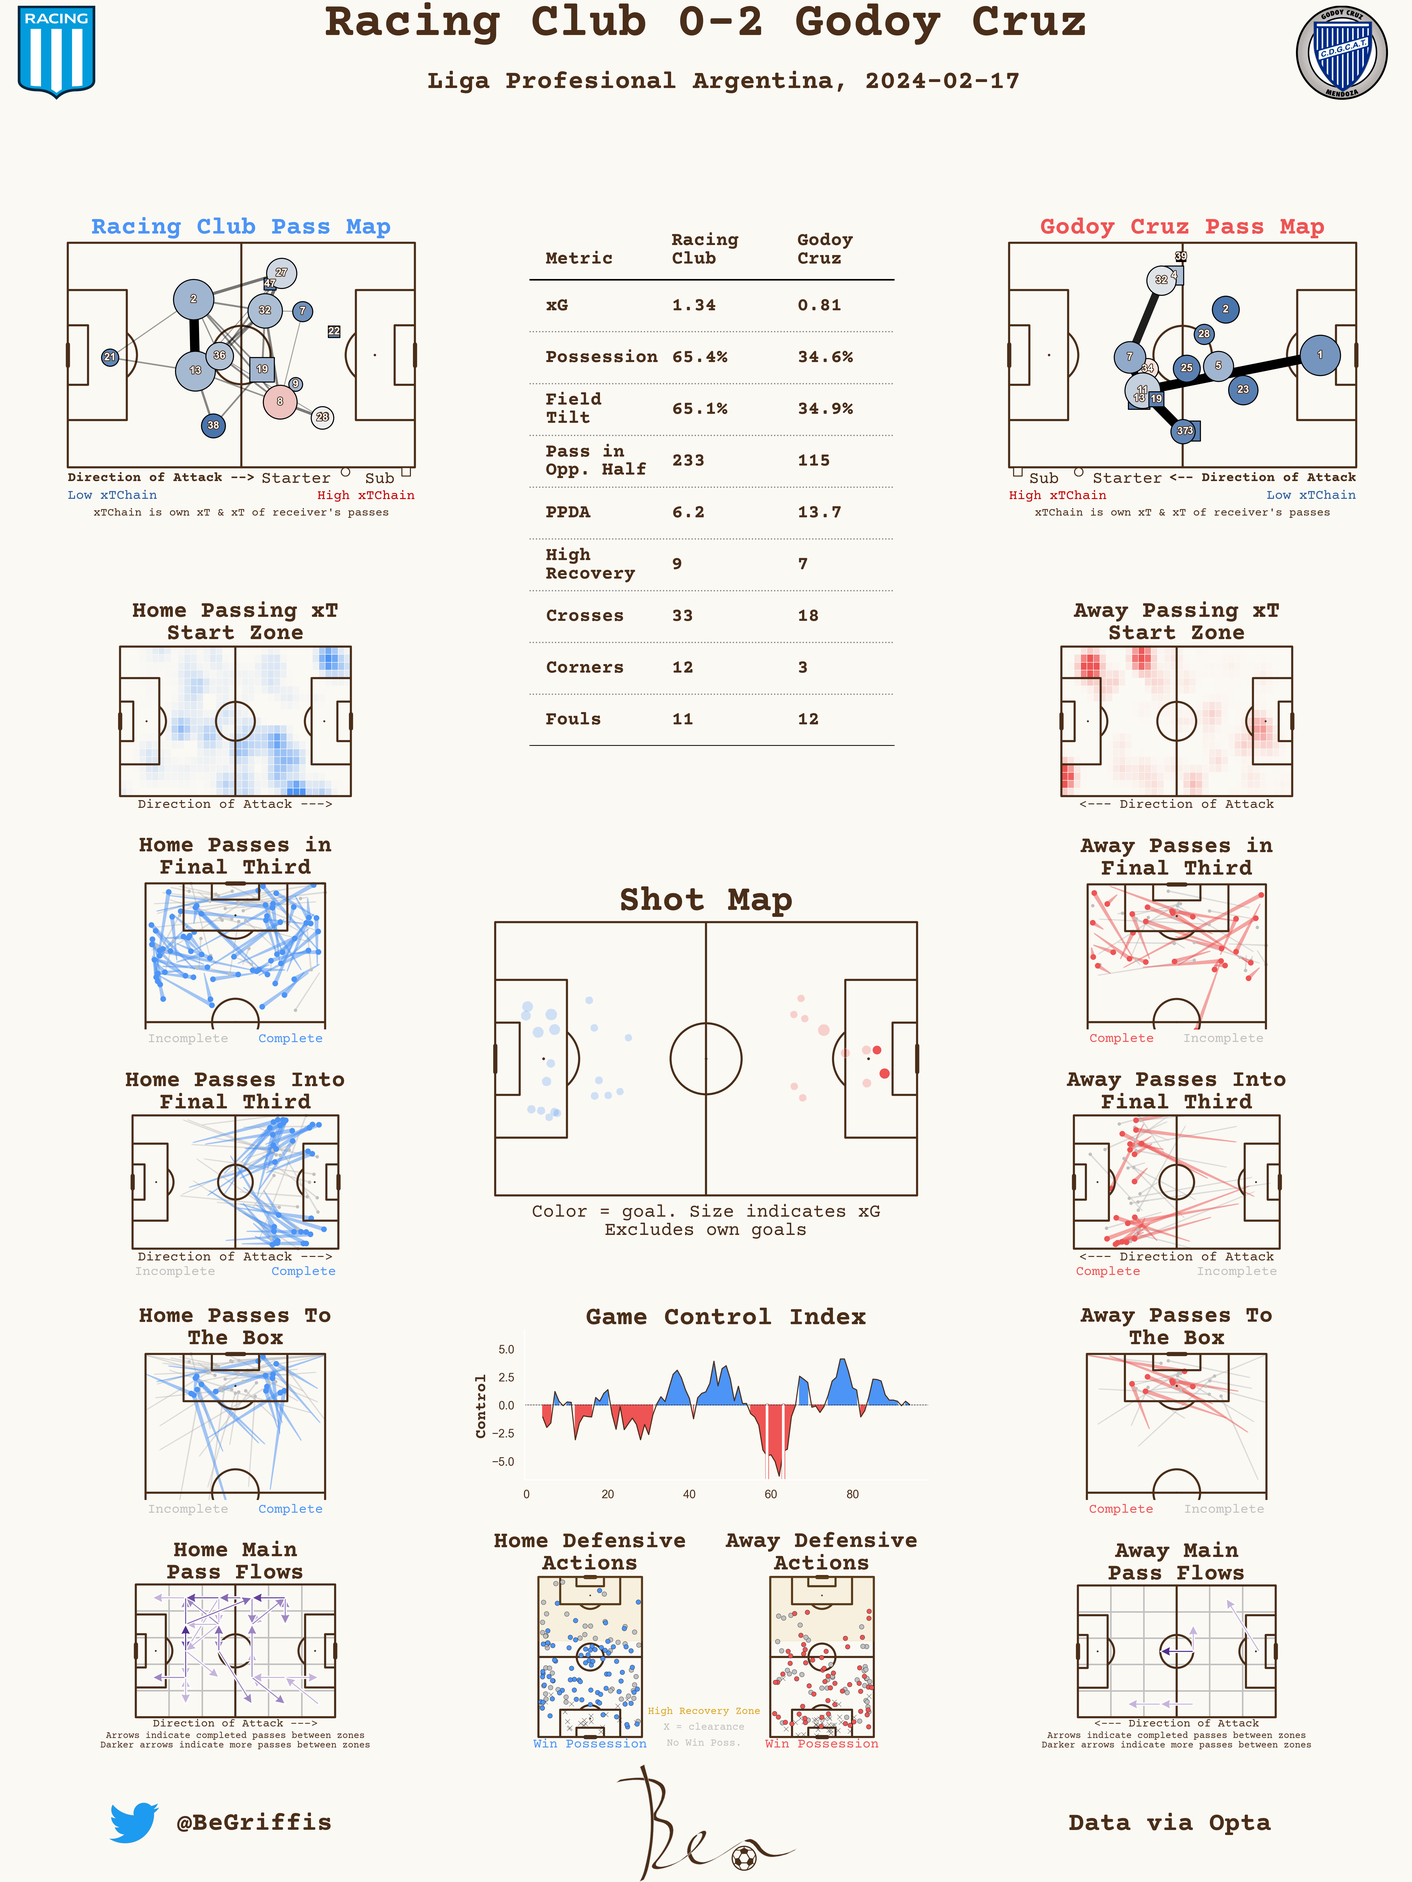 Racing Club 0-2 Godoy Cruz
Liga Profesional Argentina, 2024-02-17
RACING
GODOY CRUZ
C.D.G.C.A.T.
MENDOZA
Racing Club Pass Map
27
47
2
32
7
22
21
36
13
19
9
8
28
38
Direction of Attack --> Starter Sub
Low xTChain High xTChain
xTChain is own xT & xT of receiver's passes
Metric Racing Club Godoy Cruz
xG 1.34 0.81
Possession 65.4% 34.6%
Field Tilt 65.1% 34.9%
Pass in Opp. Half 233 115
PPDA 6.2 13.7
High Recovery 9 7
Crosses 33 18
Corners 12 3
Fouls 11 12
Godoy Cruz Pass Map
39
32
4
2
28
7
34
25
5
1
11
13
19
23
37
3
Sub Starter <-- Direction of Attack
High xTChain Low xTChain
xTChain is own xT & xT of receiver's passes
Home Passing xT
Start Zone
Direction of Attack --->
Away Passing xT
Start Zone
<--- Direction of Attack
Home Passes in
Final Third
Incomplete Complete
Away Passes in
Final Third
Complete Incomplete
Shot Map
Color = goal. Size indicates xG
Excludes own goals
Home Passes Into
Final Third
Direction of Attack --->
Incomplete Complete
Away Passes Into
Final Third
<--- Direction of Attack
Complete Incomplete
Home Passes To
The Box
Incomplete Complete
Game Control Index
Control
5.0
2.5
0.0
−2.5
−5.0
0 20 40 60 80
Away Passes To
The Box
Complete Incomplete
Home Main
Pass Flows
Direction of Attack --->
Arrows indicate completed passes between zones
Darker arrows indicate more passes between zones
Home Defensive
Actions
Win Possession
Away Defensive
Actions
Win Possession
High Recovery Zone
X = clearance
No Win Poss.
Away Main
Pass Flows
<--- Direction of Attack
Arrows indicate completed passes between zones
Darker arrows indicate more passes between zones
@BeGriffis
Ben
Data via Opta